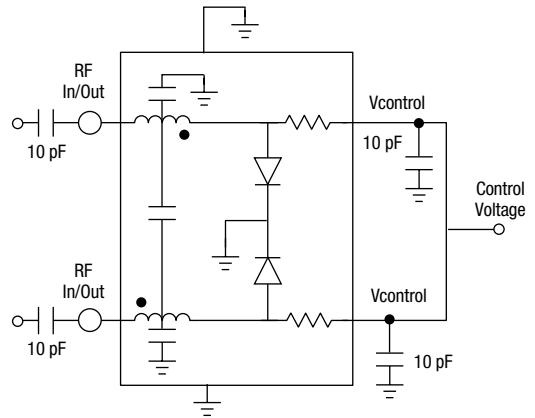 RF
In/Out
10 pF
Vcontrol
10 pF
Control
Voltage
RF
In/Out
10 pF
Vcontrol
10 pF